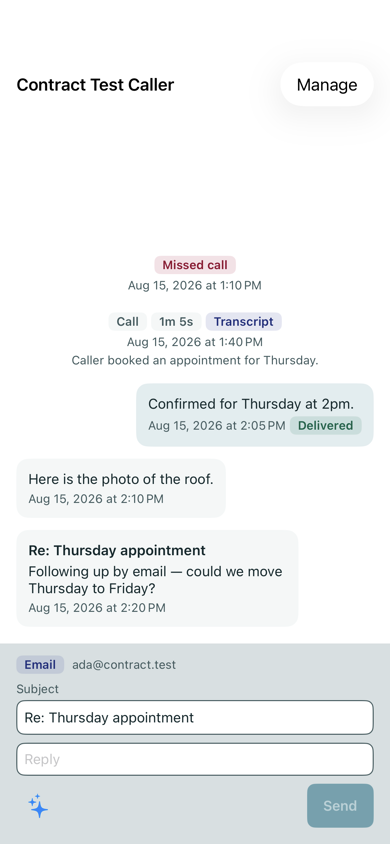 Contract Test Caller
Manage
Missed call
Aug 15, 2026 at 1:10 PM
Call 1m 5s Transcript
Aug 15, 2026 at 1:40 PM
Caller booked an appointment for Thursday.
Confirmed for Thursday at 2pm.
Aug 15, 2026 at 2:05 PM Delivered
Here is the photo of the roof.
Aug 15, 2026 at 2:10 PM
Re: Thursday appointment
Following up by email — could we move
Thursday to Friday?
Aug 15, 2026 at 2:20 PM
Email ada@contract.test
Subject
Re: Thursday appointment
Reply
Send